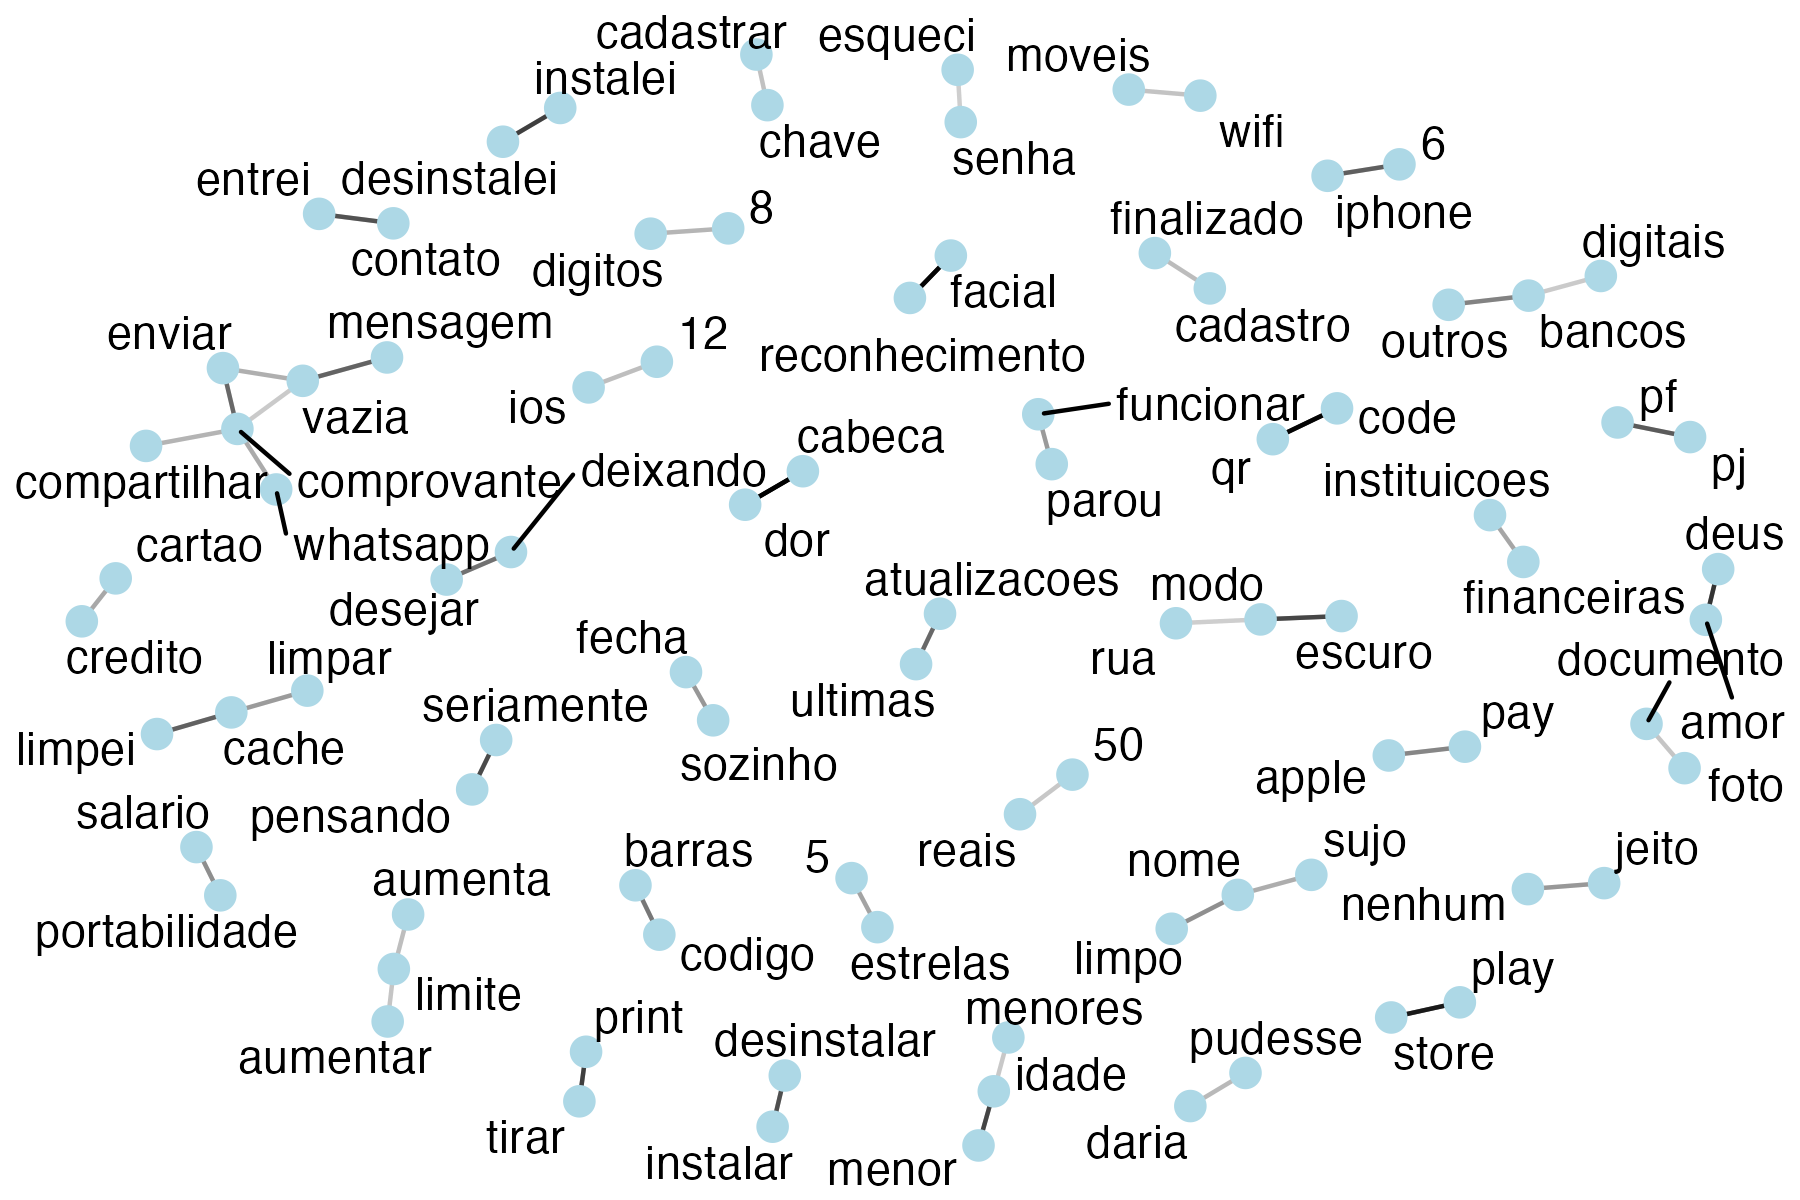 cadastrar
esqueci
moveis
instalei
chave
wifi
senha
6
entrei
desinstalei
8
finalizado
iphone
contato
digitos
digitais
facial
cadastro
outros
bancos
enviar
mensagem
12
reconhecimento
vazia
ios
funcionar
code
pf
cabeca
qr
pj
compartilhar
comprovante
deixando
instituicoes
parou
cartao
whatsapp
dor
deus
desejar
atualizacoes
modo
financeiras
credito
limpar
fecha
rua
escuro
documento
seriamente
ultimas
pay
amor
limpei
cache
sozinho
50
apple
foto
salario
pensando
barras
5
reais
nome
sujo
jeito
aumenta
nenhum
portabilidade
codigo
estrelas
limpo
limite
play
print
menores
aumentar
desinstalar
pudesse
store
idade
tirar
instalar
menor
daria